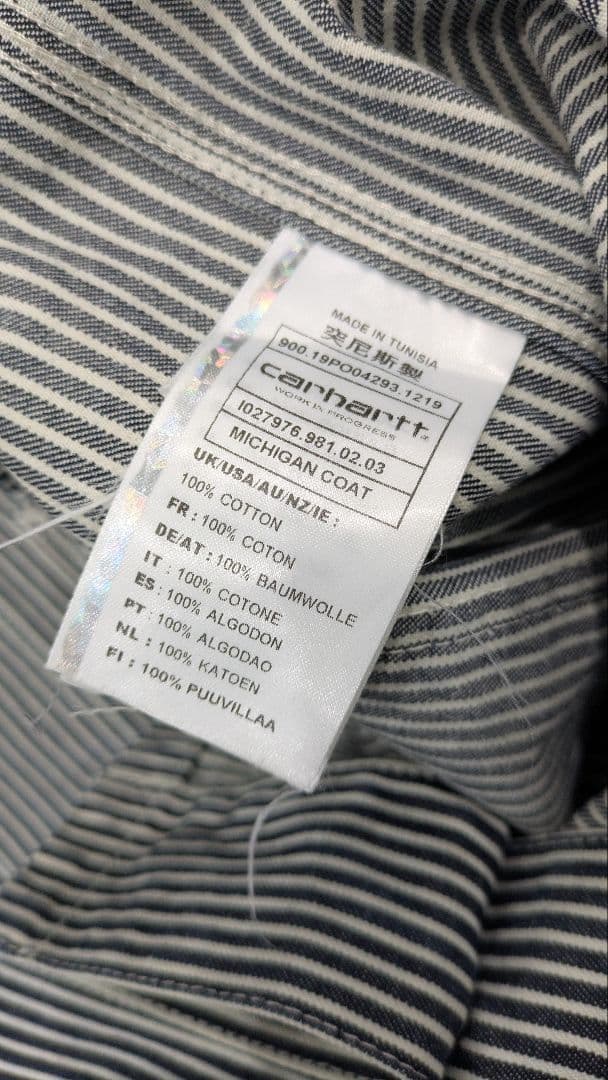 MADE IN TUNISIA
突尼斯製
900.19PO04293.1219
carhartt
WORK IN PROGRESS
I027976.981.02.03
MICHIGAN COAT
UK/USA/AU/NZ/IE :
100% COTTON
FR : 100% COTON
DE/AT : 100% BAUMWOLLE
IT : 100% COTONE
ES : 100% ALGODON
PT : 100% ALGODAO
NL : 100% KATOEN
FI : 100% PUUVILLAA